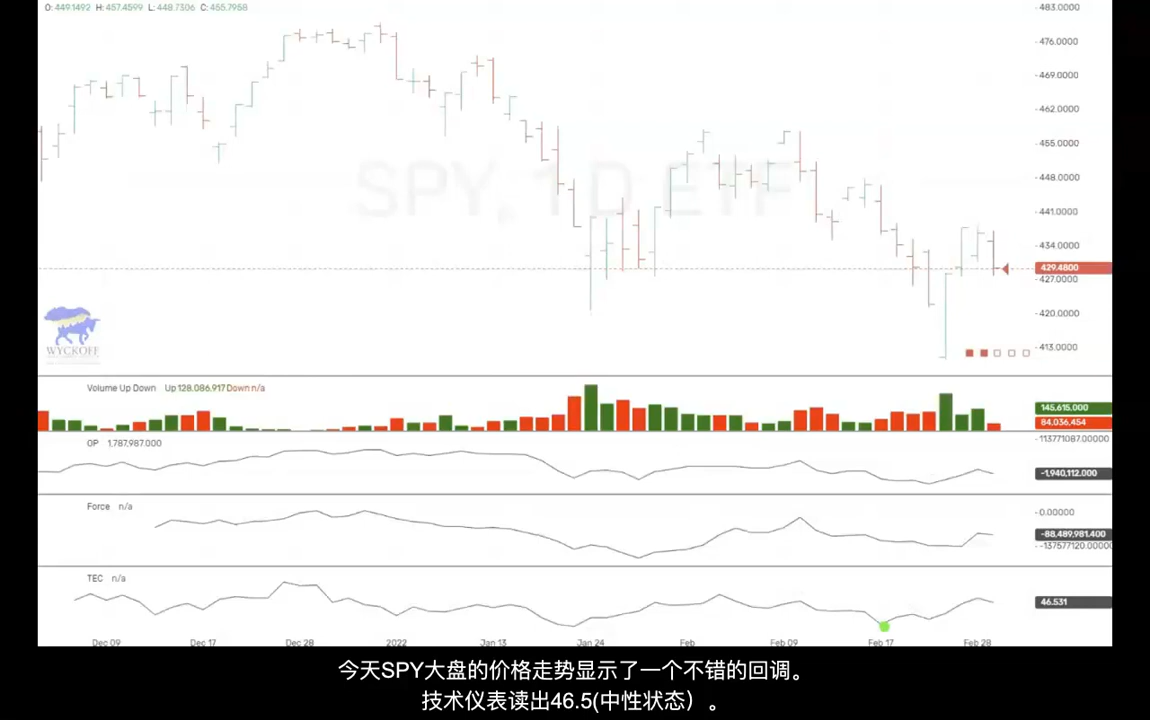 O: 449.1492 H: 457.4599 L: 448.7306 C: 455.7958
483.0000
476.0000
469.0000
462.0000
455.0000
448.0000
441.0000
434.0000
429.4800
427.0000
420.0000
413.0000
SPY, 1D ETF
WYCKOFF
Volume Up Down Up 128.086.917 Down n/a
145,615.000
84,036,454
OP 1.787,987.000
-113771087.00000
-1,940,112.000
Force n/a
0.00000
-88,489,981.400
-137577120.00000
TEC n/a
46.531
Dec 09 Dec 17 Dec 28 2022 Jan 13 Jan 24 Feb Feb 09 Feb 17 Feb 28
今天SPY大盘的价格走势显示了一个不错的回调。
技术仪表读出46.5(中性状态）。